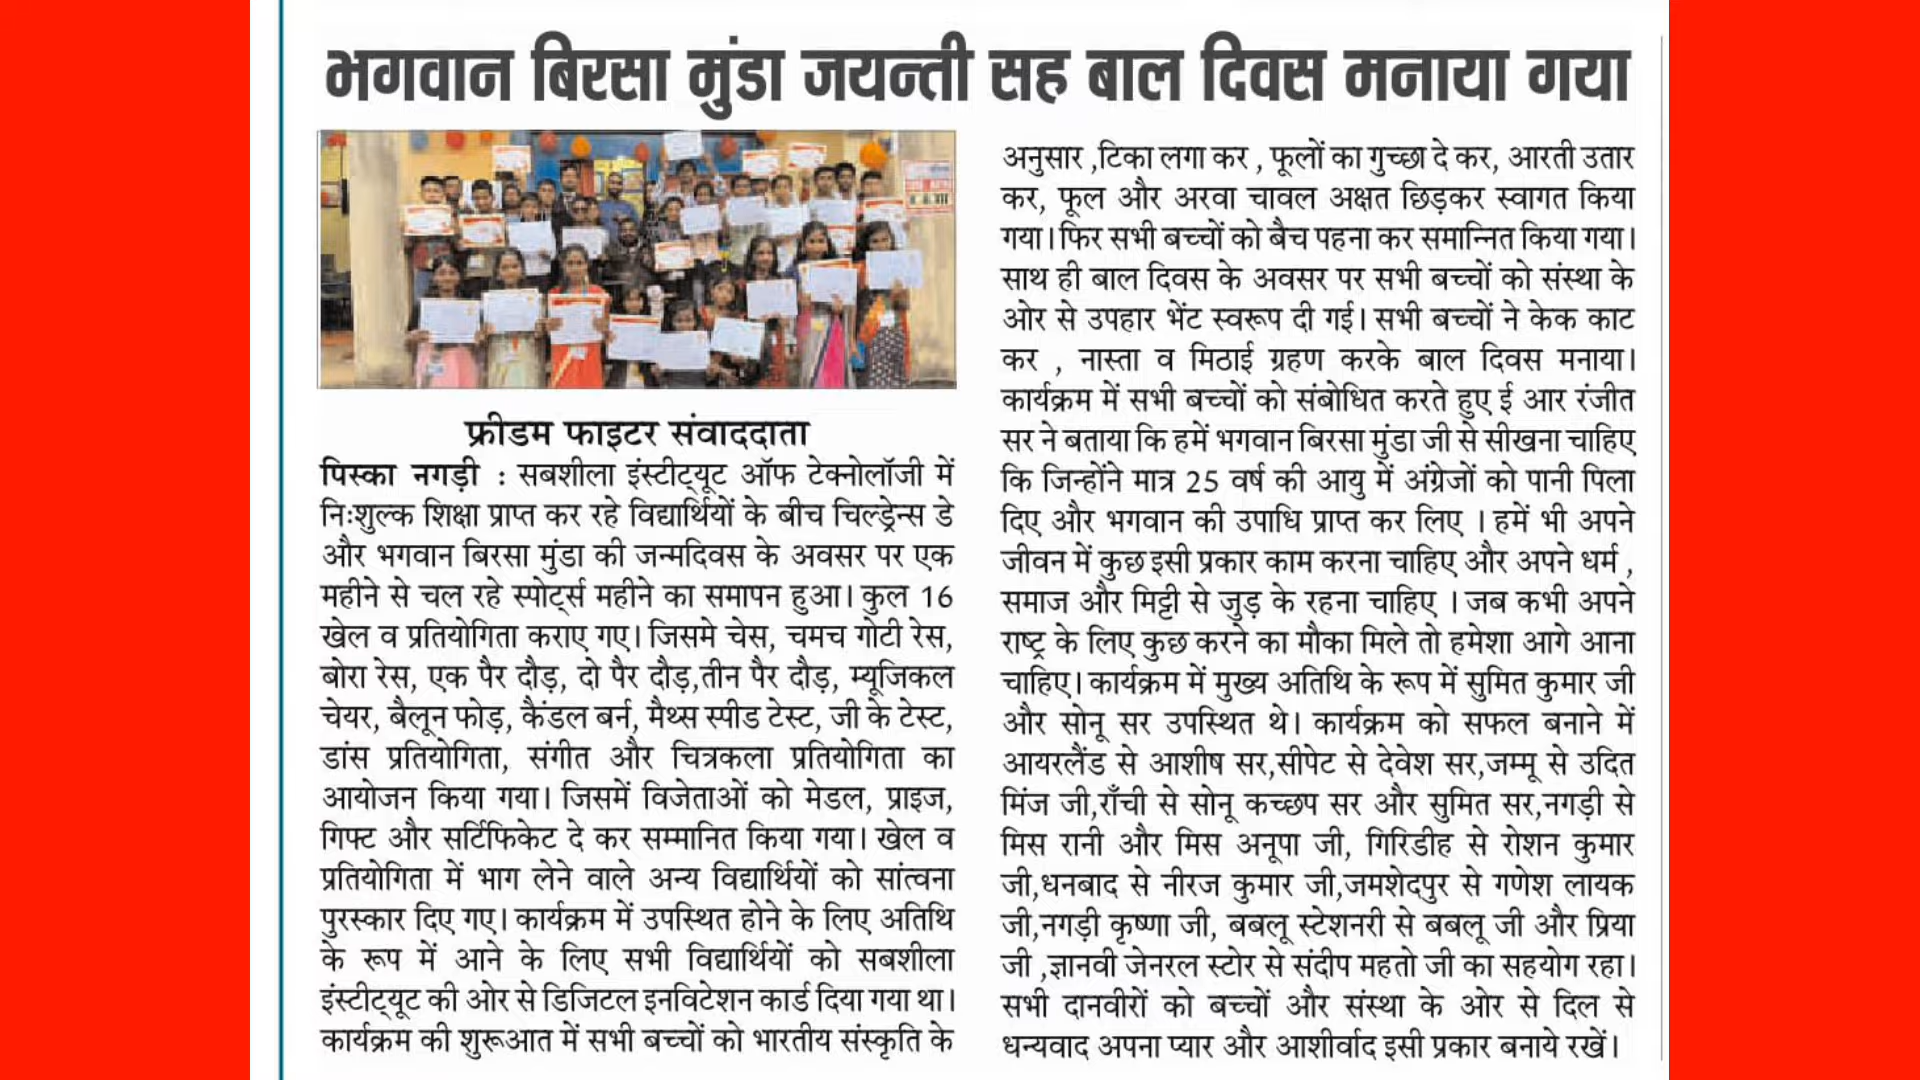 भगवान बिरसा मुंडा जयन्ती सह बाल दिवस मनाया गया
फ्रीडम फाइटर संवाददाता
पिस्का नगड़ी : सबशीला इंस्टीट्यूट ऑफ टेक्नोलॉजी में
निःशुल्क शिक्षा प्राप्त कर रहे विद्यार्थियों के बीच चिल्ड्रेन्स डे
और भगवान बिरसा मुंडा की जन्मदिवस के अवसर पर एक
महीने से चल रहे स्पोर्ट्स महीने का समापन हुआ। कुल 16
खेल व प्रतियोगिता कराए गए। जिसमे चेस, चमच गोटी रेस,
बोरा रेस, एक पैर दौड़, दो पैर दौड़,तीन पैर दौड़, म्यूजिकल
चेयर, बैलून फोड़, कैंडल बर्न, मैथ्स स्पीड टेस्ट, जी के टेस्ट,
डांस प्रतियोगिता, संगीत और चित्रकला प्रतियोगिता का
आयोजन किया गया। जिसमें विजेताओं को मेडल, प्राइज,
गिफ्ट और सर्टिफिकेट दे कर सम्मानित किया गया। खेल व
प्रतियोगिता में भाग लेने वाले अन्य विद्यार्थियों को सांत्वना
पुरस्कार दिए गए। कार्यक्रम में उपस्थित होने के लिए अतिथि
के रूप में आने के लिए सभी विद्यार्थियों को सबशीला
इंस्टीट्यूट की ओर से डिजिटल इनविटेशन कार्ड दिया गया था।
कार्यक्रम की शुरूआत में सभी बच्चों को भारतीय संस्कृति के
अनुसार ,टिका लगा कर , फूलों का गुच्छा दे कर, आरती उतार
कर, फूल और अरवा चावल अक्षत छिड़कर स्वागत किया
गया। फिर सभी बच्चों को बैच पहना कर समान्नित किया गया।
साथ ही बाल दिवस के अवसर पर सभी बच्चों को संस्था के
ओर से उपहार भेंट स्वरूप दी गई। सभी बच्चों ने केक काट
कर , नास्ता व मिठाई ग्रहण करके बाल दिवस मनाया।
कार्यक्रम में सभी बच्चों को संबोधित करते हुए ई आर रंजीत
सर ने बताया कि हमें भगवान बिरसा मुंडा जी से सीखना चाहिए
कि जिन्होंने मात्र 25 वर्ष की आयु में अंग्रेजों को पानी पिला
दिए और भगवान की उपाधि प्राप्त कर लिए । हमें भी अपने
जीवन में कुछ इसी प्रकार काम करना चाहिए और अपने धर्म ,
समाज और मिट्टी से जुड़ के रहना चाहिए । जब कभी अपने
राष्ट्र के लिए कुछ करने का मौका मिले तो हमेशा आगे आना
चाहिए। कार्यक्रम में मुख्य अतिथि के रूप में सुमित कुमार जी
और सोनू सर उपस्थित थे। कार्यक्रम को सफल बनाने में
आयरलैंड से आशीष सर,सीपेट से देवेश सर,जम्मू से उदित
मिंज जी,राँची से सोनू कच्छप सर और सुमित सर,नगड़ी से
मिस रानी और मिस अनूपा जी, गिरिडीह से रोशन कुमार
जी,धनबाद से नीरज कुमार जी,जमशेदपुर से गणेश लायक
जी,नगड़ी कृष्णा जी, बबलू स्टेशनरी से बबलू जी और प्रिया
जी ,ज्ञानवी जेनरल स्टोर से संदीप महतो जी का सहयोग रहा।
सभी दानवीरों को बच्चों और संस्था के ओर से दिल से
धन्यवाद अपना प्यार और आशीर्वाद इसी प्रकार बनाये रखें।